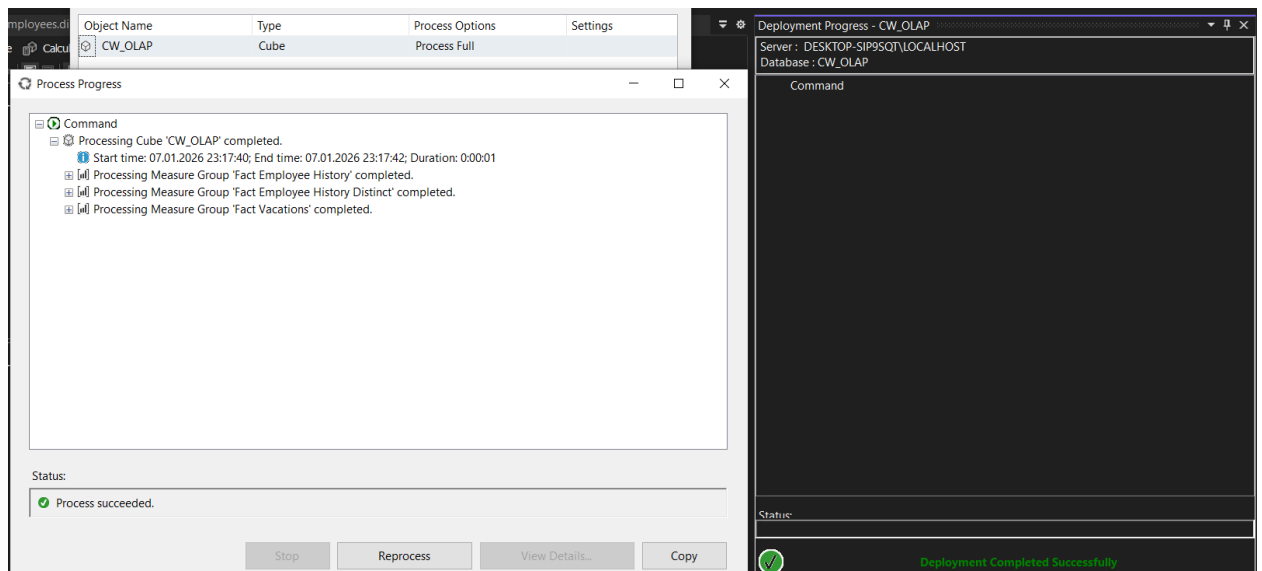 mployees.di
Object Name Type Process Options Settings
Calcul
CW_OLAP Cube Process Full
Process Progress
Command
Processing Cube 'CW_OLAP' completed.
Start time: 07.01.2026 23:17:40; End time: 07.01.2026 23:17:42; Duration: 0:00:01
Processing Measure Group 'Fact Employee History' completed.
Processing Measure Group 'Fact Employee History Distinct' completed.
Processing Measure Group 'Fact Vacations' completed.
Status:
Process succeeded.
Stop Reprocess View Details... Copy
Deployment Progress - CW_OLAP
Server : DESKTOP-SIP9SQT\LOCALHOST
Database : CW_OLAP
Command
Status:
Deployment Completed Successfully